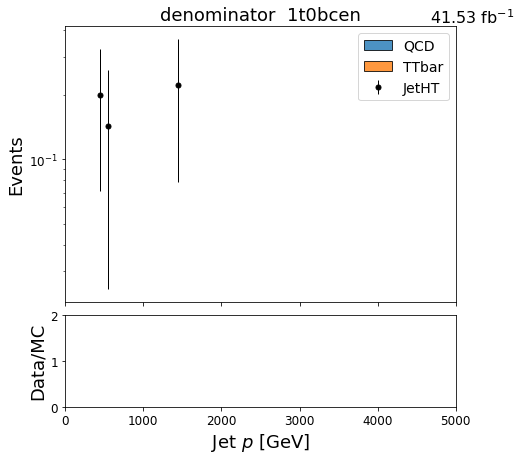 denominator 1t0bcen
41.53 fb⁻¹
QCD
TTbar
JetHT
Events
10⁻¹
Data/MC
2
1
0
0 1000 2000 3000 4000 5000
Jet p [GeV]